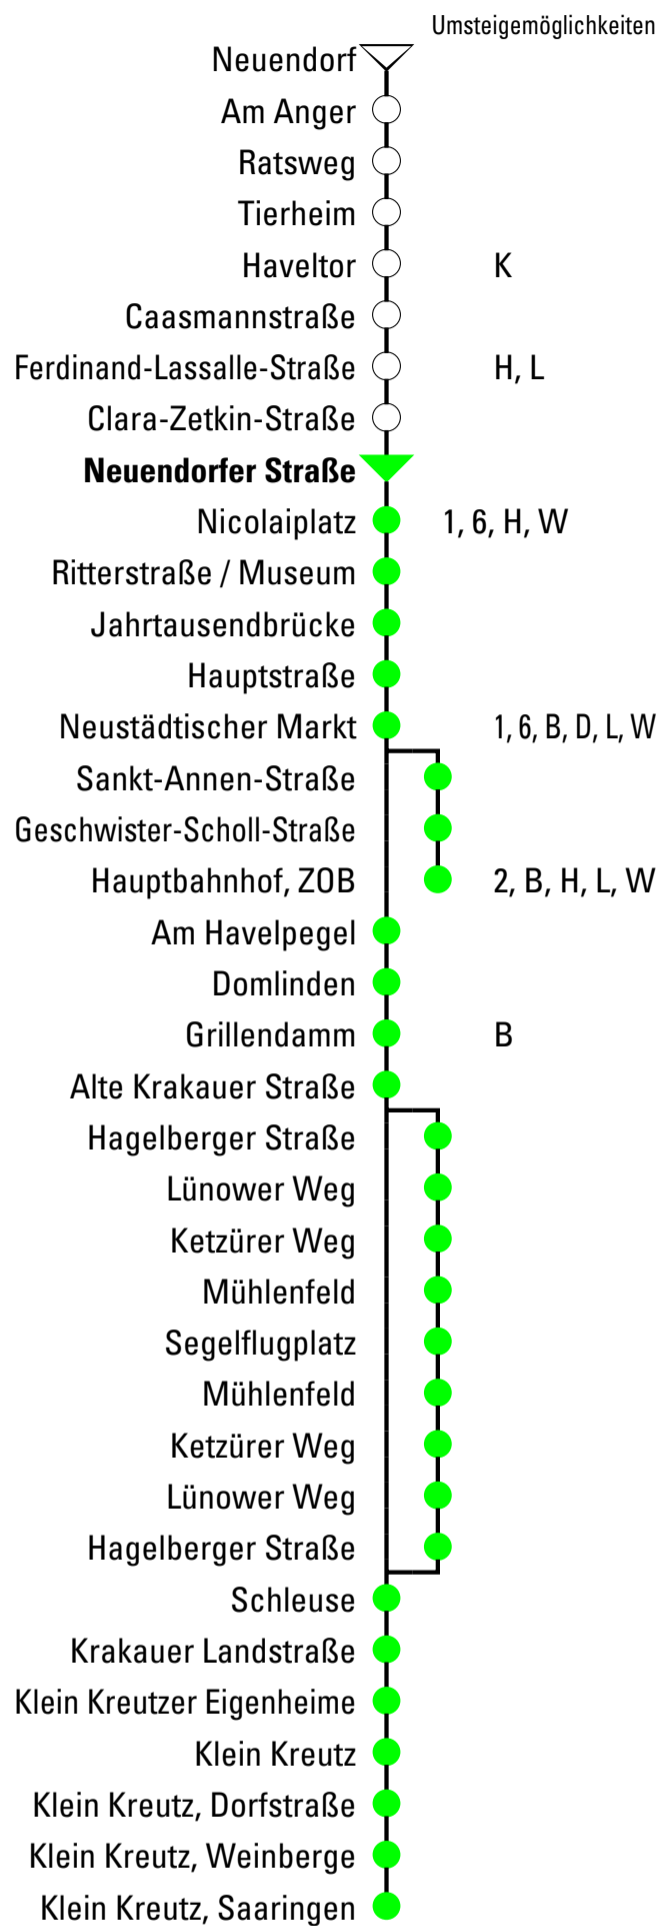 Umsteigemöglichkeiten
Neuendorf
Am Anger
Ratsweg
Tierheim
Haveltor K
Caasmannstraße
Ferdinand-Lassalle-Straße H, L
Clara-Zetkin-Straße
Neuendorfer Straße
Nicolaiplatz 1, 6, H, W
Ritterstraße / Museum
Jahrtausendbrücke
Hauptstraße
Neustädtischer Markt 1, 6, B, D, L, W
Sankt-Annen-Straße
Geschwister-Scholl-Straße
Hauptbahnhof, ZOB 2, B, H, L, W
Am Havelpegel
Domlinden
Grillendamm B
Alte Krakauer Straße
Hagelberger Straße
Lünower Weg
Ketzürer Weg
Mühlenfeld
Segelflugplatz
Mühlenfeld
Ketzürer Weg
Lünower Weg
Hagelberger Straße
Schleuse
Krakauer Landstraße
Klein Kreutzer Eigenheime
Klein Kreutz
Klein Kreutz, Dorfstraße
Klein Kreutz, Weinberge
Klein Kreutz, Saaringen